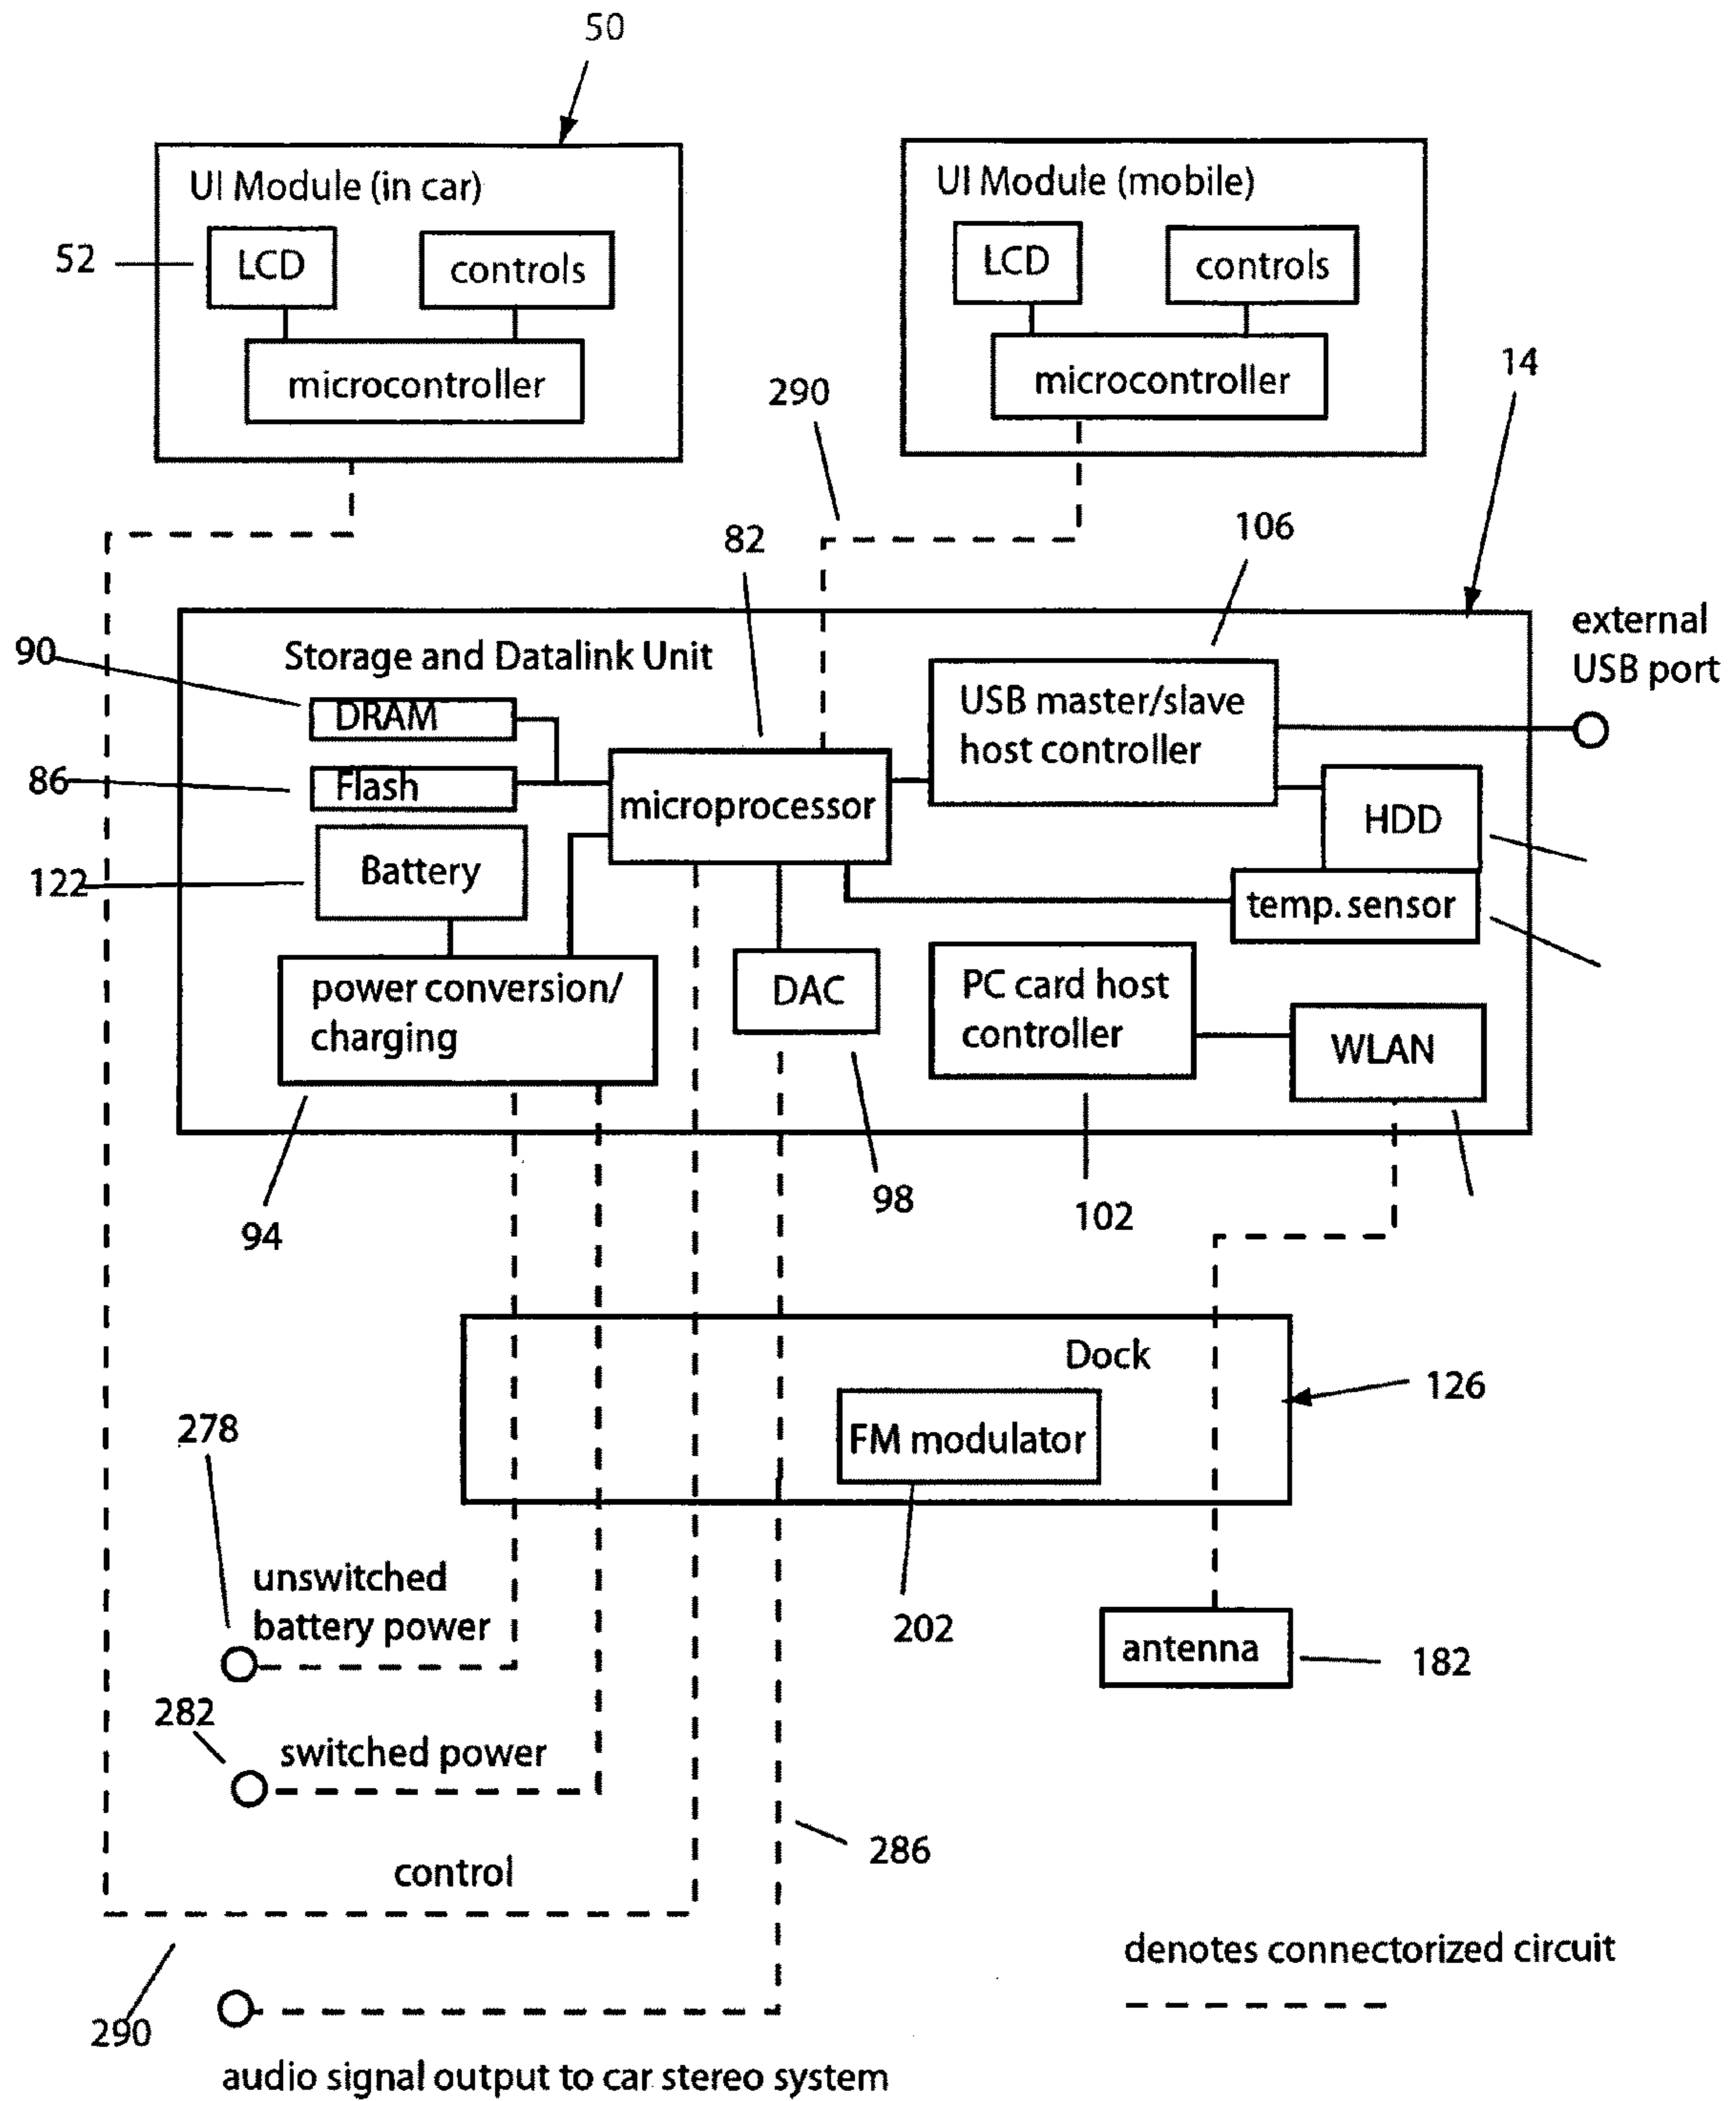 50
UI Module (in car)
52
LCD
controls
microcontroller
UI Module (mobile)
LCD
controls
microcontroller
290
14
82
106
external
USB port
Storage and Datalink Unit
90
DRAM
86
Flash
122
Battery
microprocessor
USB master/slave
host controller
HDD
temp. sensor
power conversion/
charging
DAC
PC card host
controller
WLAN
94
98
102
Dock
126
FM modulator
278
202
unswitched
battery power
antenna
182
282
switched power
286
control
290
denotes connectorized circuit
audio signal output to car stereo system